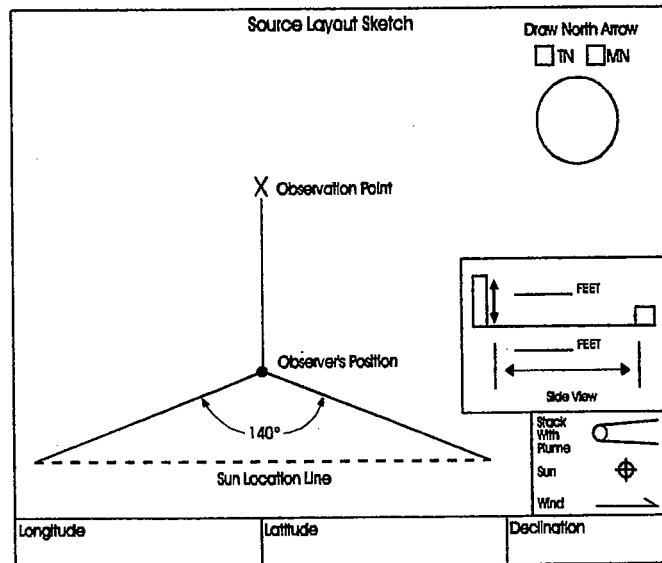 Source Layout Sketch
Draw North Arrow
TN MN
X Observation Point
FEET
Observer's Position
FEET
Side View
140°
Sun Location Line
Stack
With
Plume
Sun
Wind
Longitude
Latitude
Declination